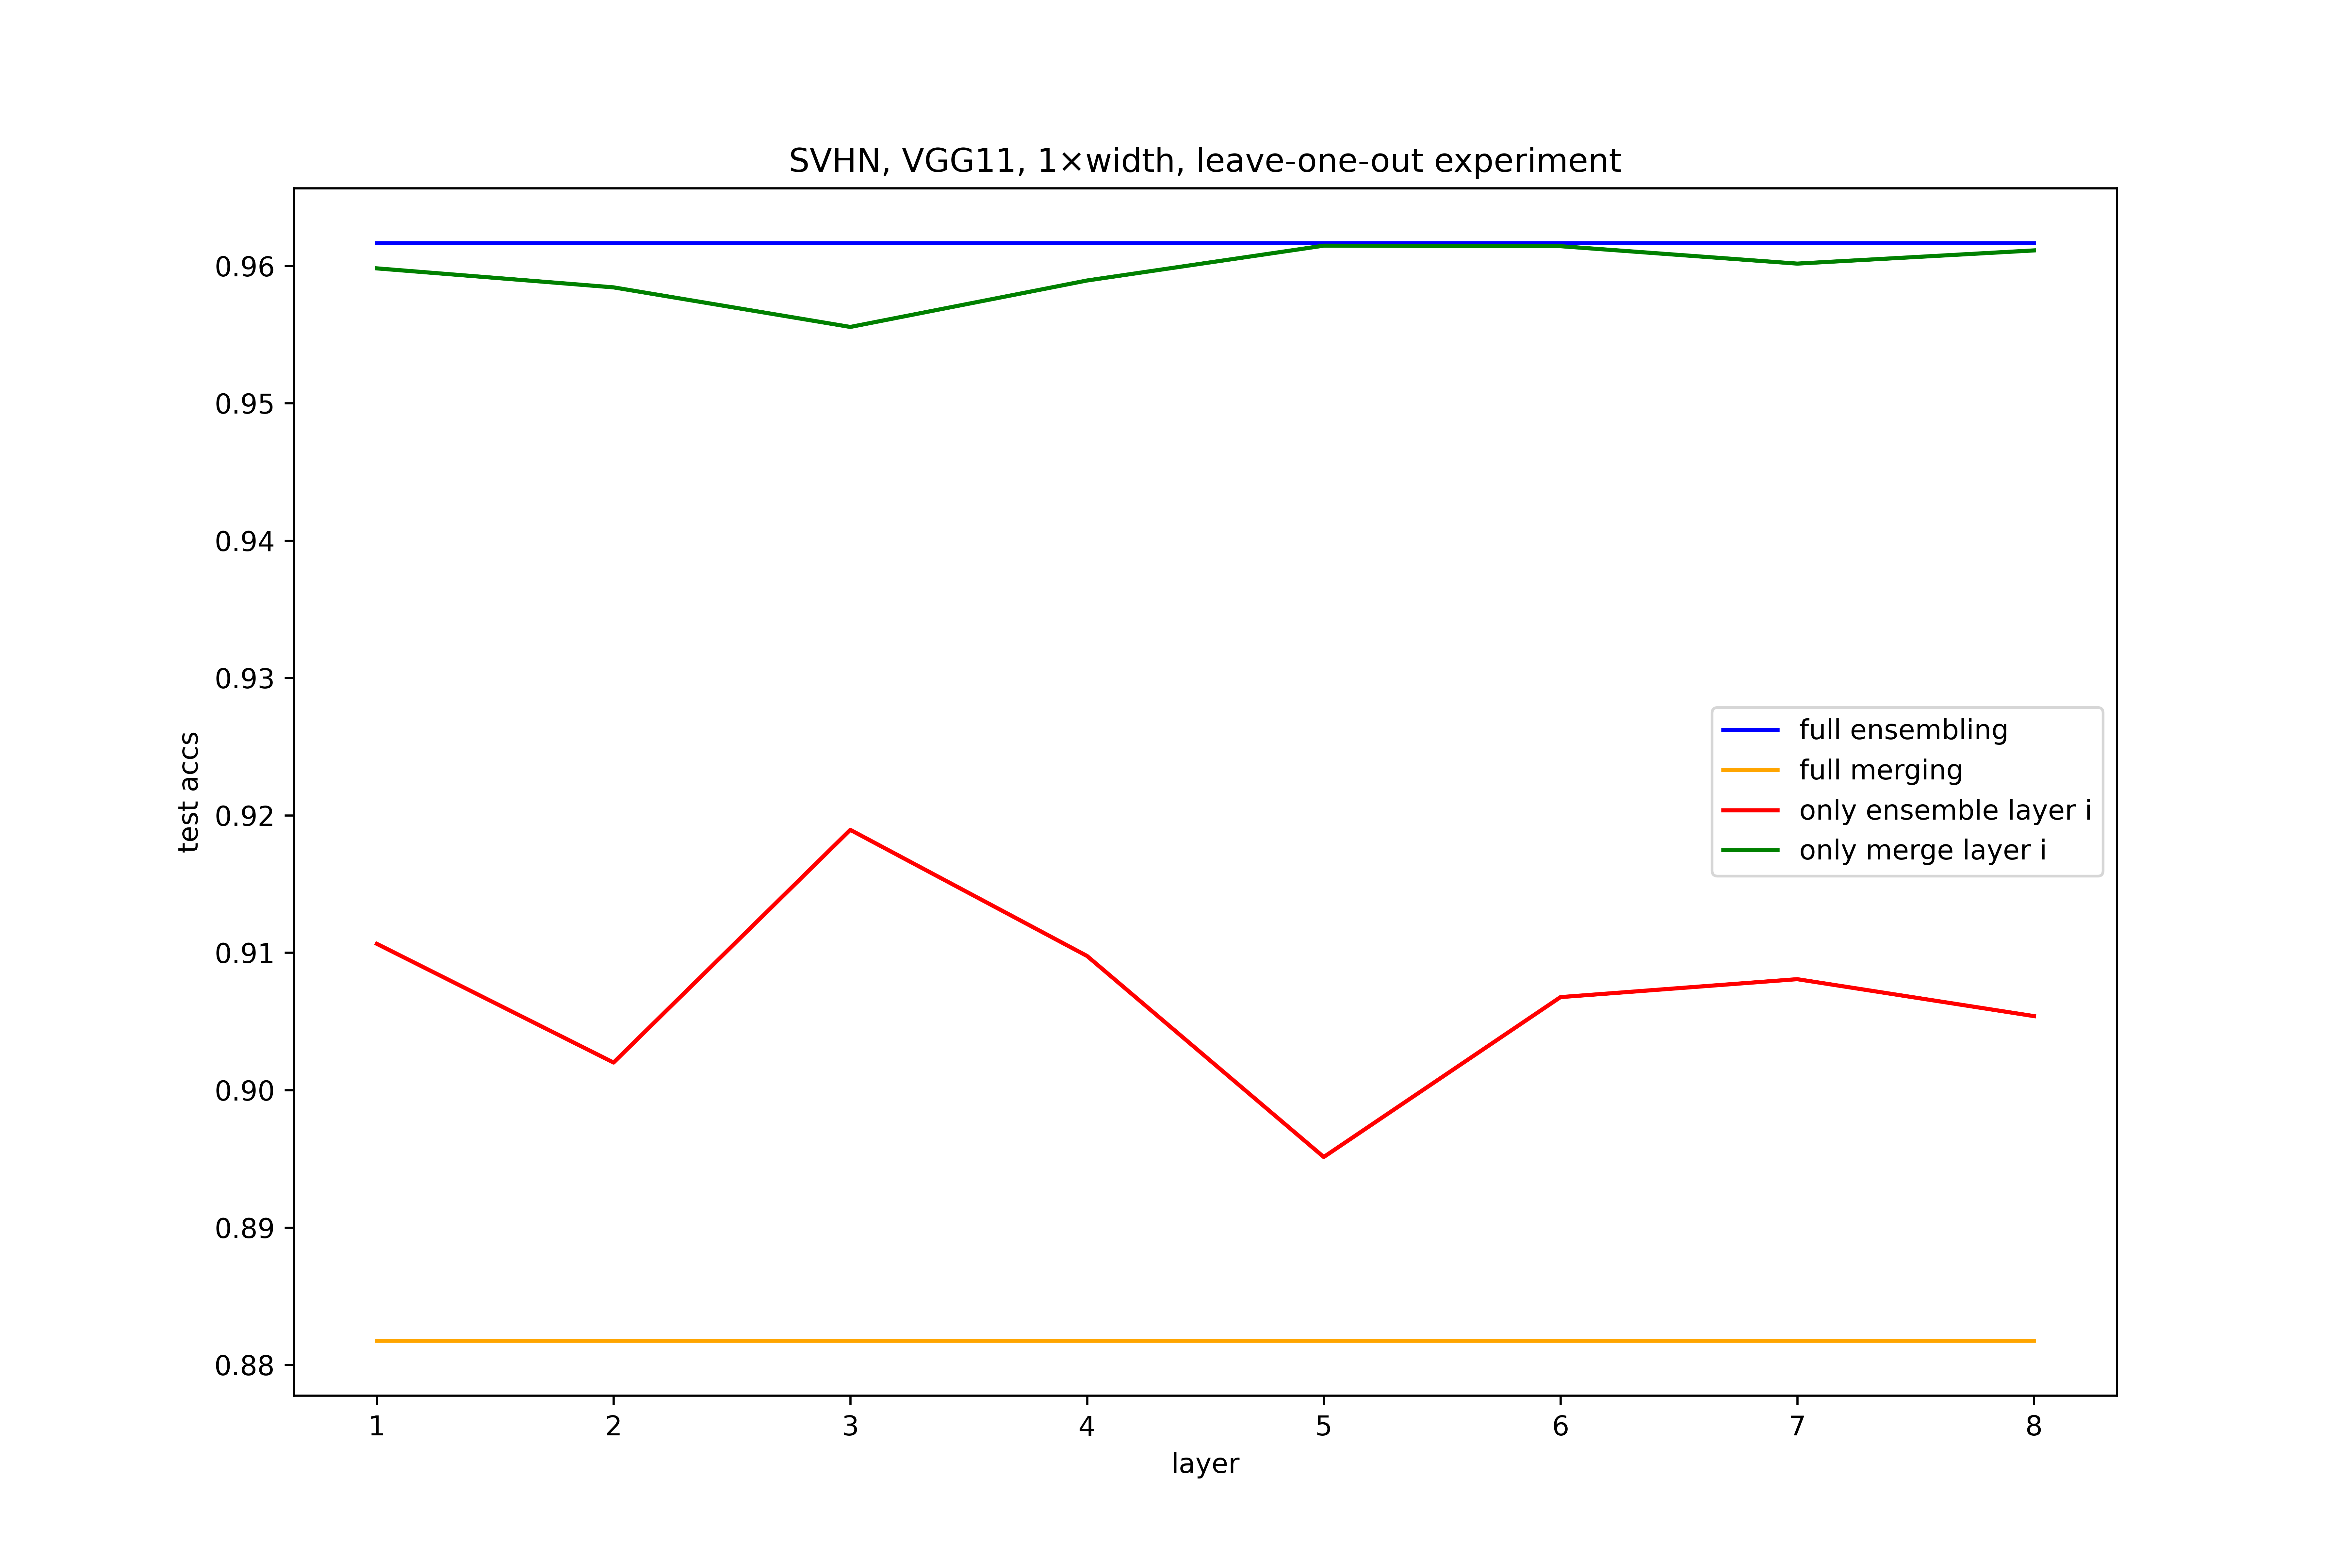 SVHN, VGG11, 1×width, leave-one-out experiment
0.96
0.95
0.94
0.93
0.92
0.91
0.90
0.89
0.88
test accs
full ensembling
full merging
only ensemble layer i
only merge layer i
1 2 3 4 5 6 7 8
layer